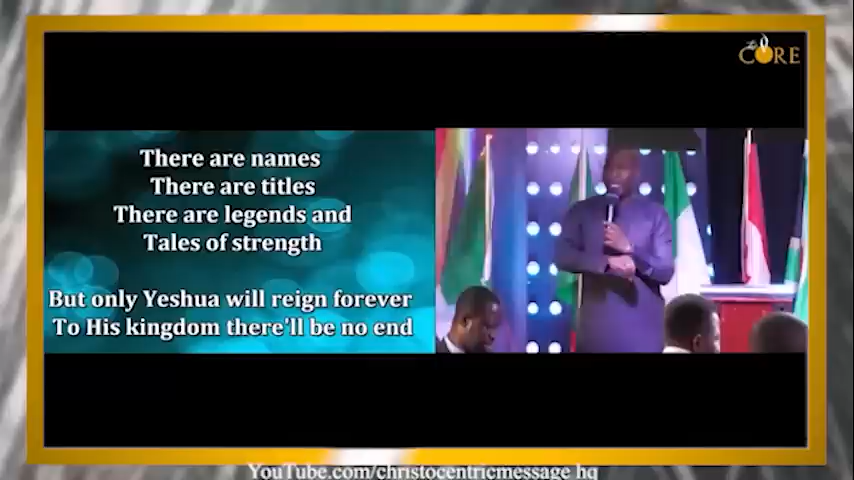 The CORE
There are names
There are titles
There are legends and
Tales of strength
But only Yeshua will reign forever
To His kingdom there'll be no end
YouTube.com/christocentricmessage hq